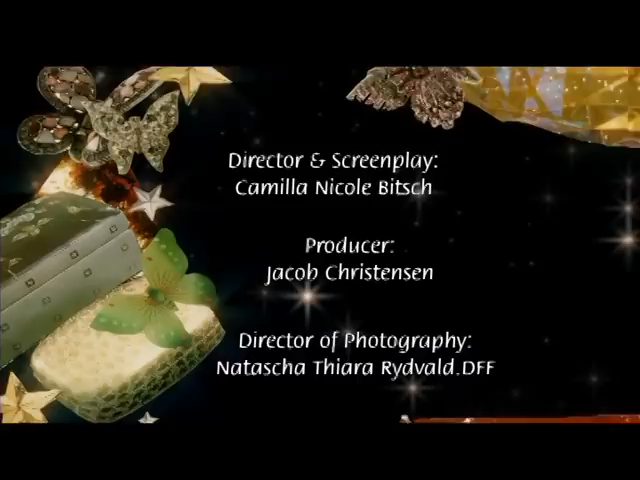 Director & Screenplay:
Camilla Nicole Bitsch
Producer:
Jacob Christensen
Director of Photography:
Natascha Thiara Rydvald.DFF